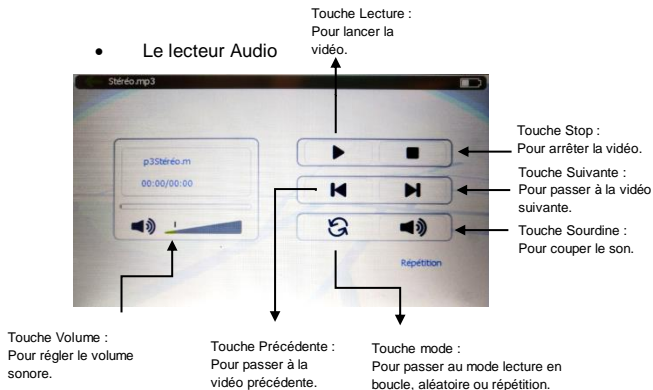 Touche Lecture :
Pour lancer la
vidéo.
• Le lecteur Audio
Stéréo.mp3
p3Stéréo.m
00:00/00:00
Répétition
Touche Stop :
Pour arrêter la vidéo.
Touche Suivante :
Pour passer à la vidéo
suivante.
Touche Sourdine :
Pour couper le son.
Touche Volume :
Pour régler le volume
sonore.
Touche Précédente :
Pour passer à la
vidéo précédente.
Touche mode :
Pour passer au mode lecture en
boucle, aléatoire ou répétition.